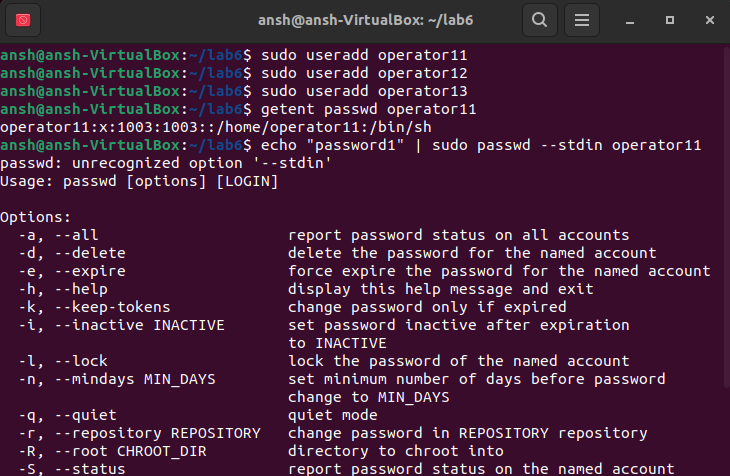 ansh@ansh-VirtualBox: ~/lab6
ansh@ansh-VirtualBox:~/lab6$ sudo useradd operator11
ansh@ansh-VirtualBox:~/lab6$ sudo useradd operator12
ansh@ansh-VirtualBox:~/lab6$ sudo useradd operator13
ansh@ansh-VirtualBox:~/lab6$ getent passwd operator11
operator11:x:1003:1003::/home/operator11:/bin/sh
ansh@ansh-VirtualBox:~/lab6$ echo "password1" | sudo passwd --stdin operator11
passwd: unrecognized option '--stdin'
Usage: passwd [options] [LOGIN]
Options:
-a, --all report password status on all accounts
-d, --delete delete the password for the named account
-e, --expire force expire the password for the named account
-h, --help display this help message and exit
-k, --keep-tokens change password only if expired
-i, --inactive INACTIVE set password inactive after expiration
to INACTIVE
-l, --lock lock the password of the named account
-n, --mindays MIN_DAYS set minimum number of days before password
change to MIN_DAYS
-q, --quiet quiet mode
-r, --repository REPOSITORY change password in REPOSITORY repository
-R, --root CHROOT_DIR directory to chroot into
-S, --status report password status on the named account